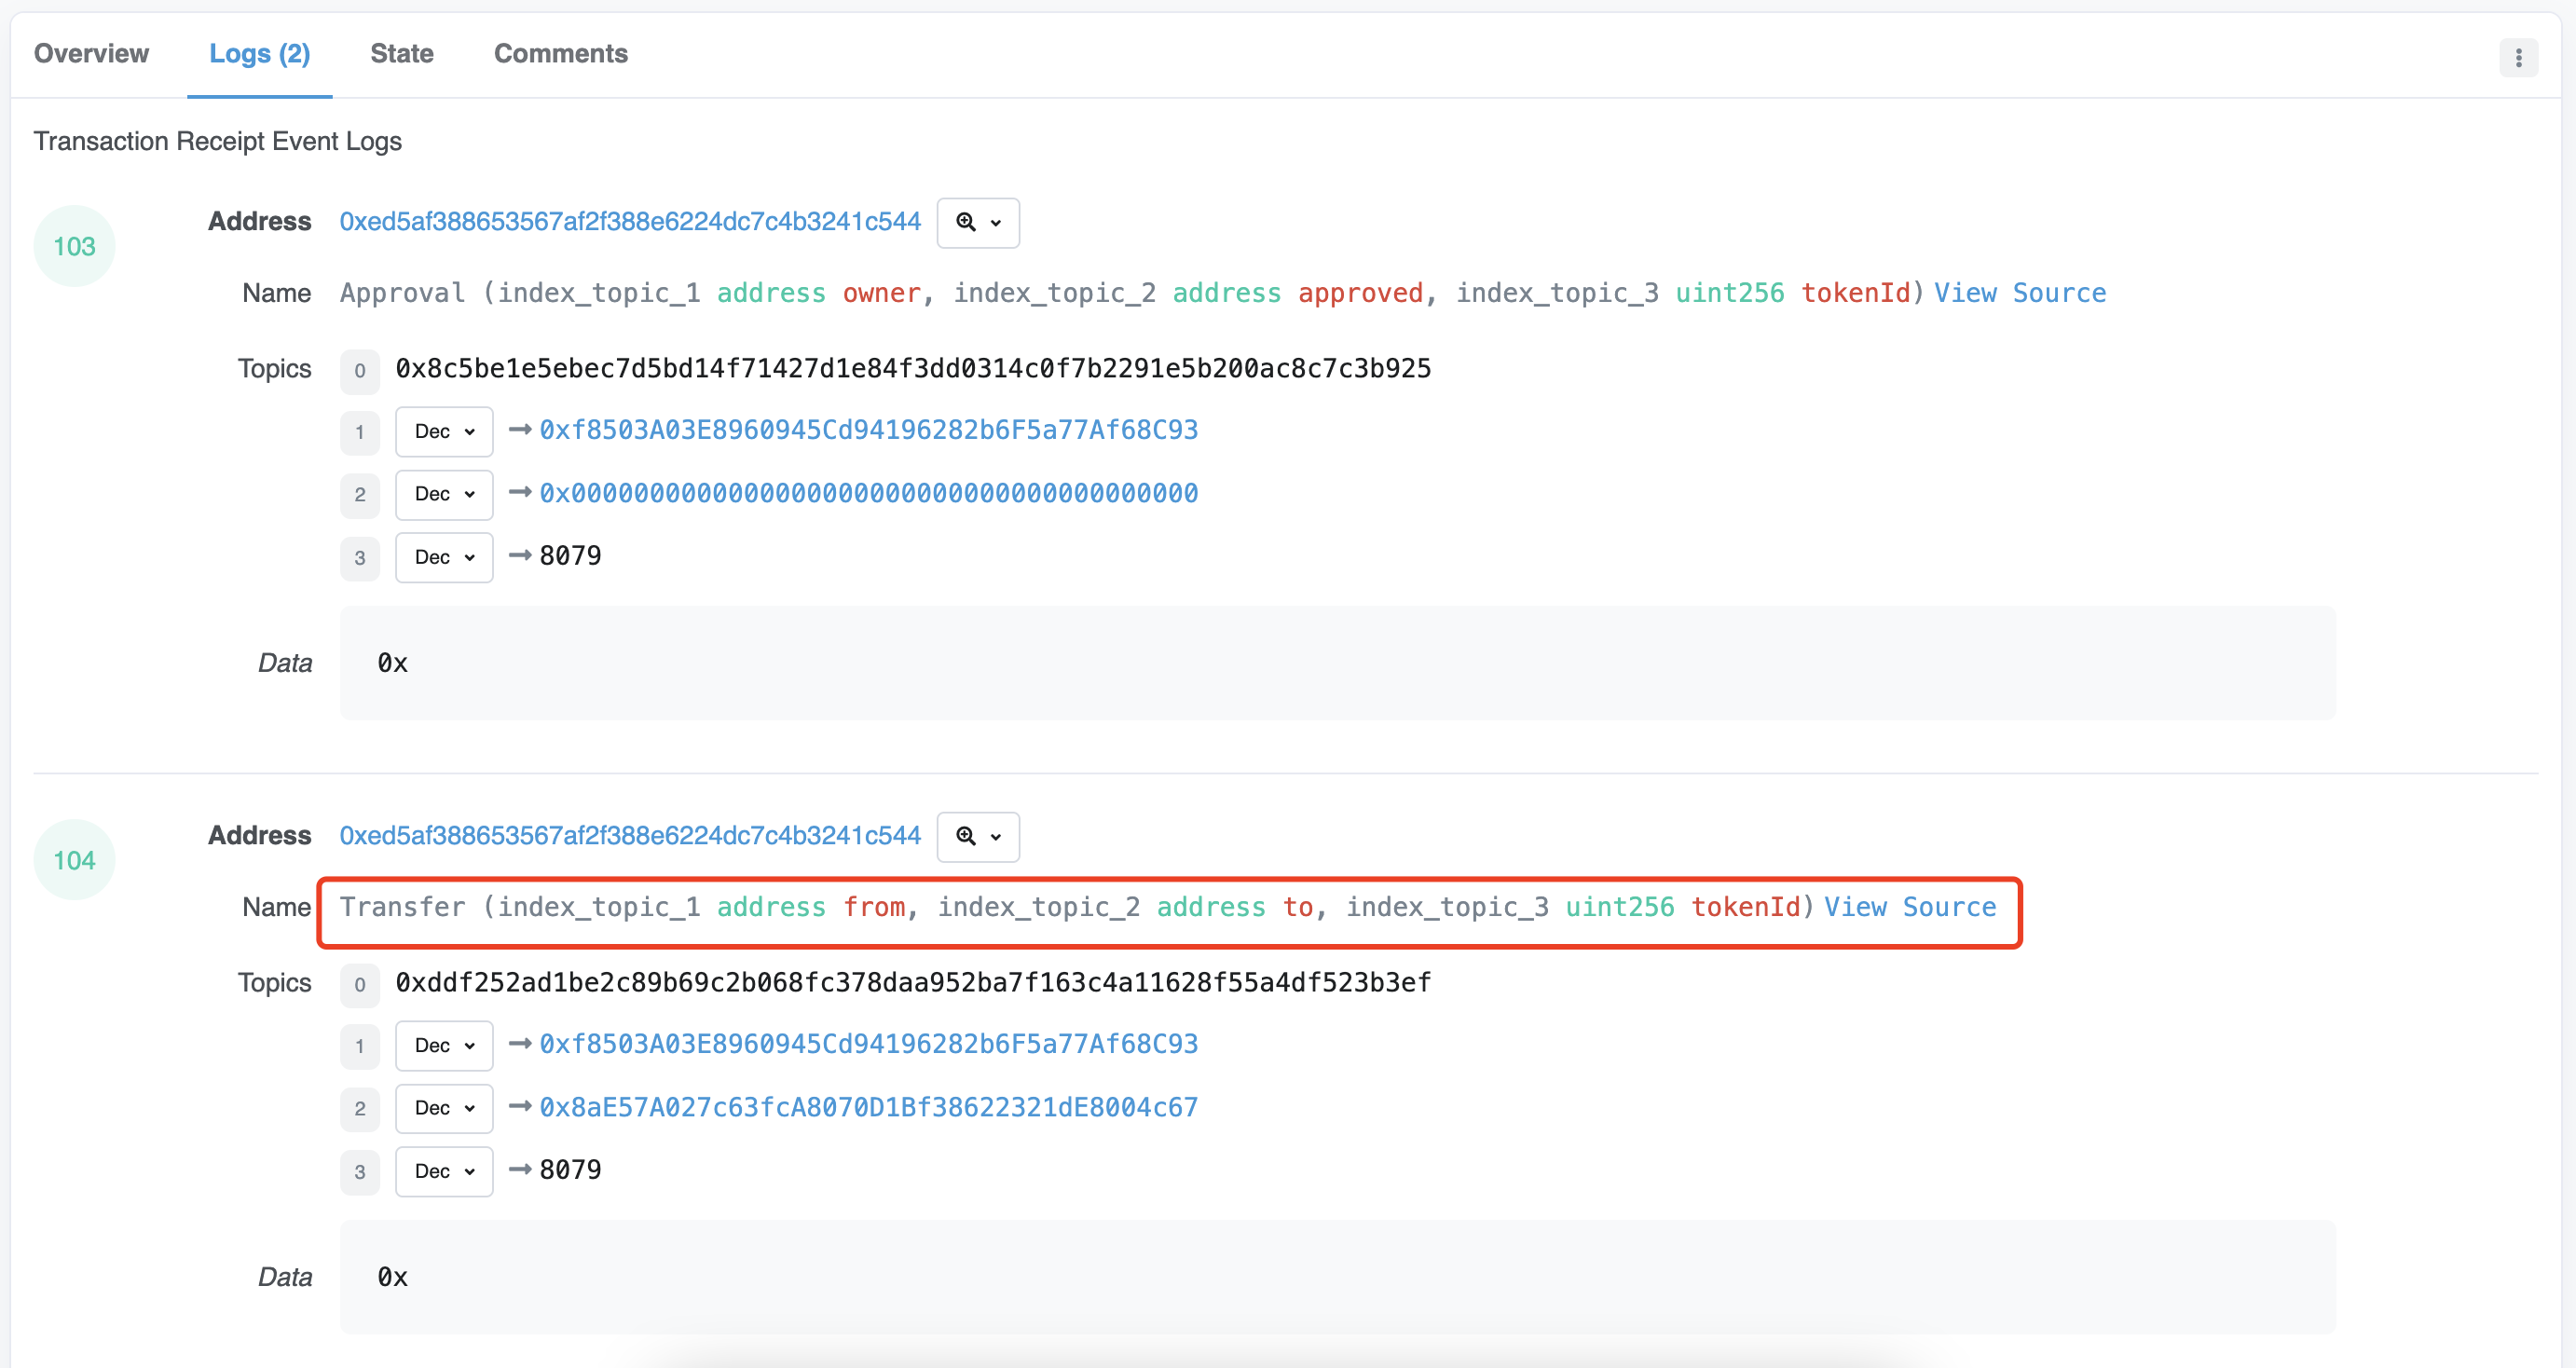 Overview Logs (2) State Comments
Transaction Receipt Event Logs
103
Address 0xed5af388653567af2f388e6224dc7c4b3241c544
Name Approval (index_topic_1 address owner, index_topic_2 address approved, index_topic_3 uint256 tokenId) View Source
Topics 0 0x8c5be1e5ebec7d5bd14f71427d1e84f3dd0314c0f7b2291e5b200ac8c7c3b925
1 Dec → 0xf8503A03E8960945Cd94196282b6F5a77Af68C93
2 Dec → 0x0000000000000000000000000000000000000000
3 Dec → 8079
Data 0x
104
Address 0xed5af388653567af2f388e6224dc7c4b3241c544
Name Transfer (index_topic_1 address from, index_topic_2 address to, index_topic_3 uint256 tokenId) View Source
Topics 0 0xddf252ad1be2c89b69c2b068fc378daa952ba7f163c4a11628f55a4df523b3ef
1 Dec → 0xf8503A03E8960945Cd94196282b6F5a77Af68C93
2 Dec → 0x8aE57A027c63fcA8070D1Bf38622321dE8004c67
3 Dec → 8079
Data 0x